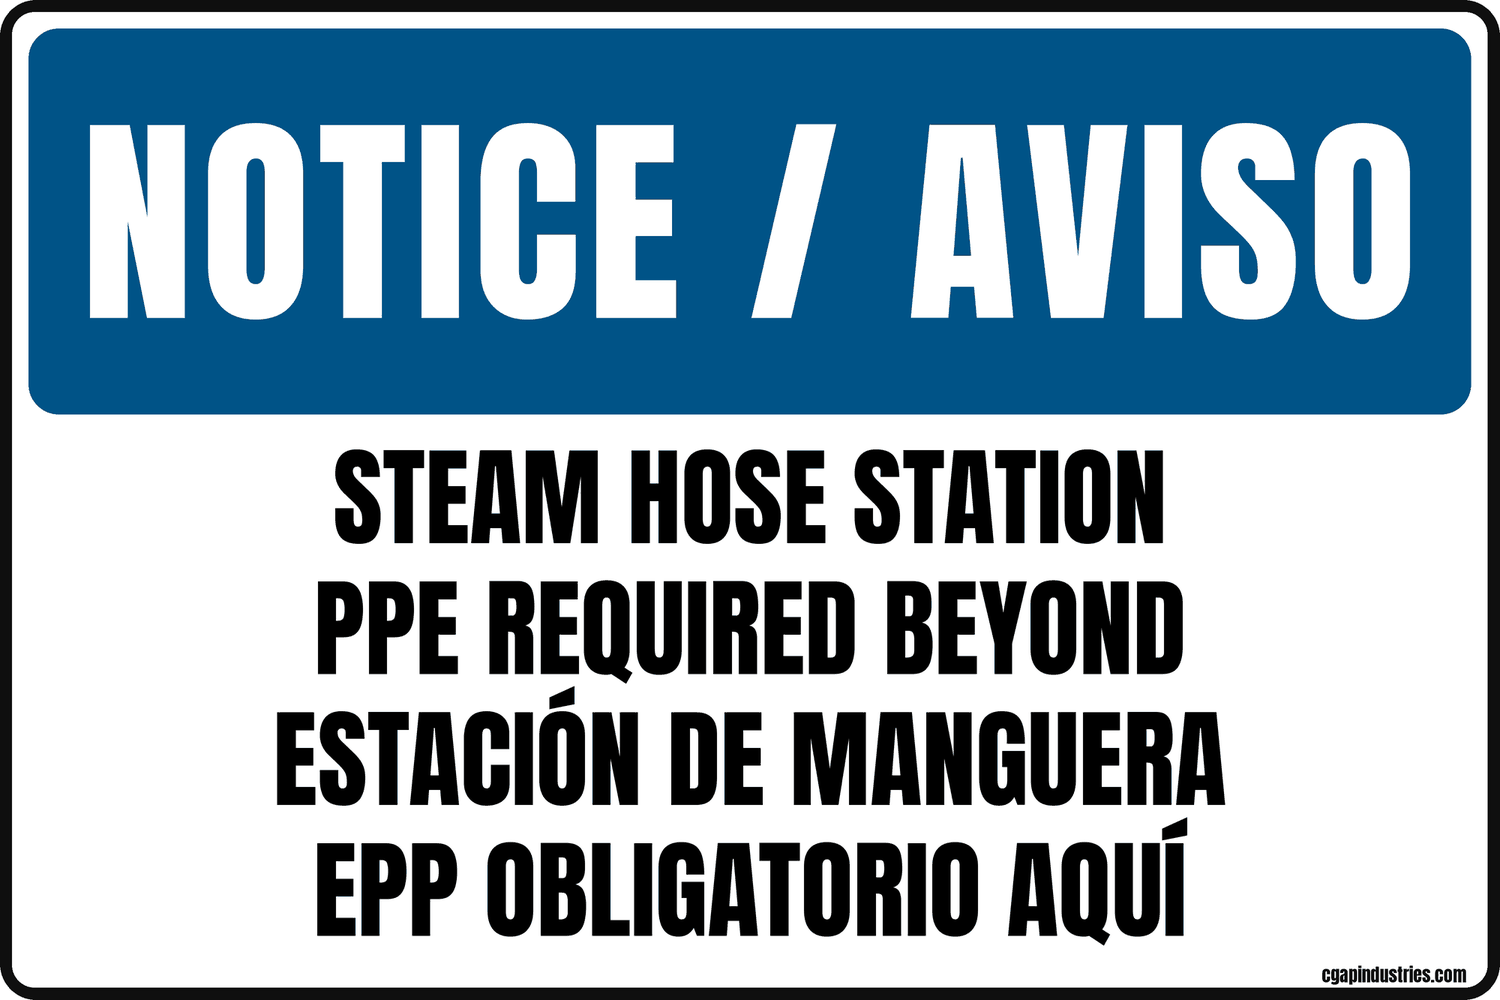 NOTICE / AVISO
STEAM HOSE STATION
PPE REQUIRED BEYOND
ESTACIÓN DE MANGUERA
EPP OBLIGATORIO AQUÍ
cgapindustries.com